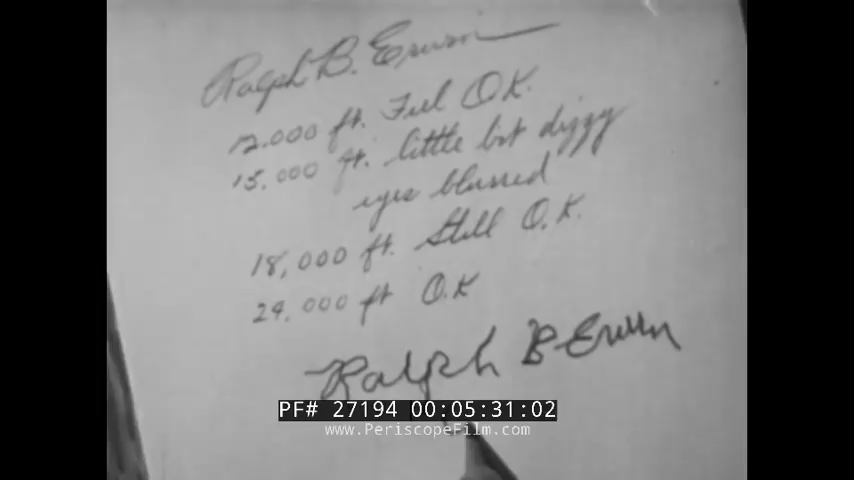 Ralph B. Erwin
12.000 ft. Feel O.K.
15.000 ft. little bit dizzy
eyes blurred
18,000 ft. Still O.K.
24.000 ft O.K
Ralph B Erwin
PF# 27194 00:05:31:02
www.PeriscopeFilm.com